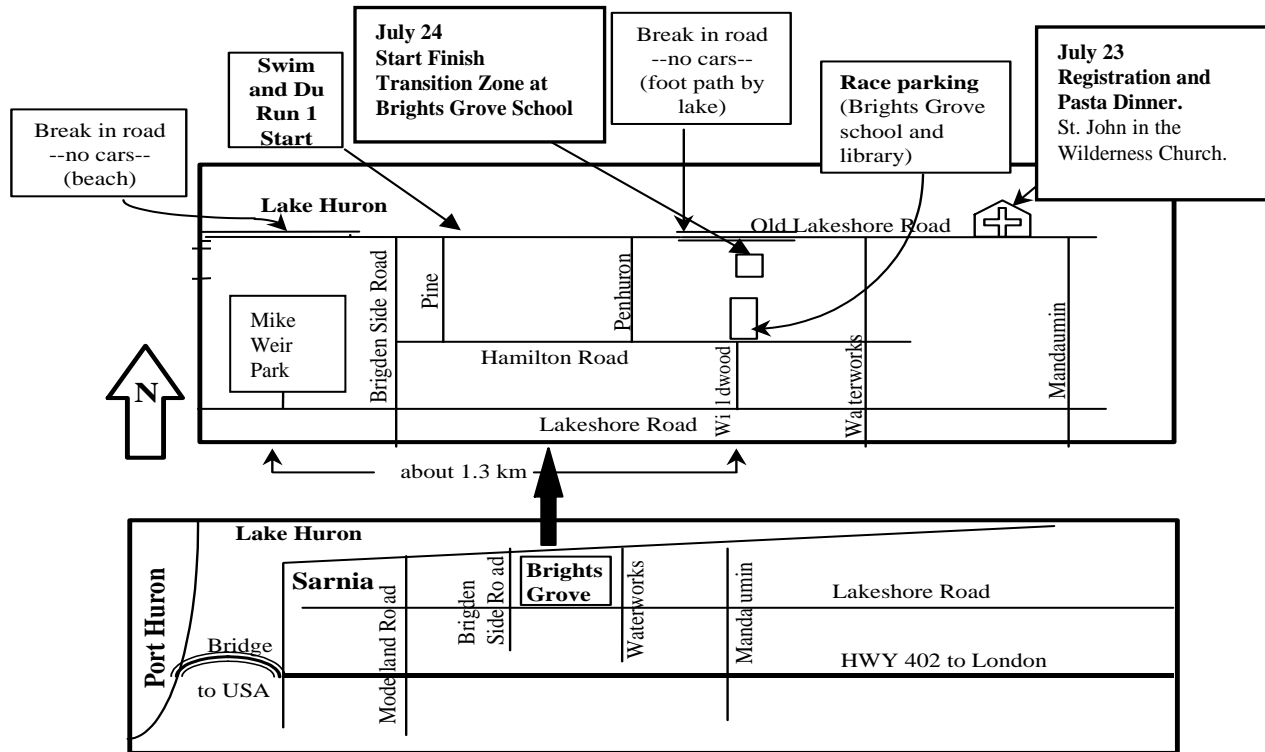 July 24
Start Finish
Transition Zone at
Brights Grove School
Break in road
--no cars--
(foot path by
lake)
July 23
Registration and
Pasta Dinner.
St. John in the
Wilderness Church.
Swim
and Du
Run 1
Start
Race parking
(Brights Grove
school and
library)
Break in road
--no cars--
(beach)
Lake Huron
Old Lakeshore Road
Brigden Side Road
Pine
Penhuron
Mike
Weir
Park
Hamilton Road
Willdwood
Waterworks
Mandaumin
N
Lakeshore Road
about 1.3 km
Lake Huron
Port Huron
Sarnia
Modelland Road
Brigden
Side Road
Brights
Grove
Waterworks
Mandaumin
Lakeshore Road
Bridge
to USA
HWY 402 to London